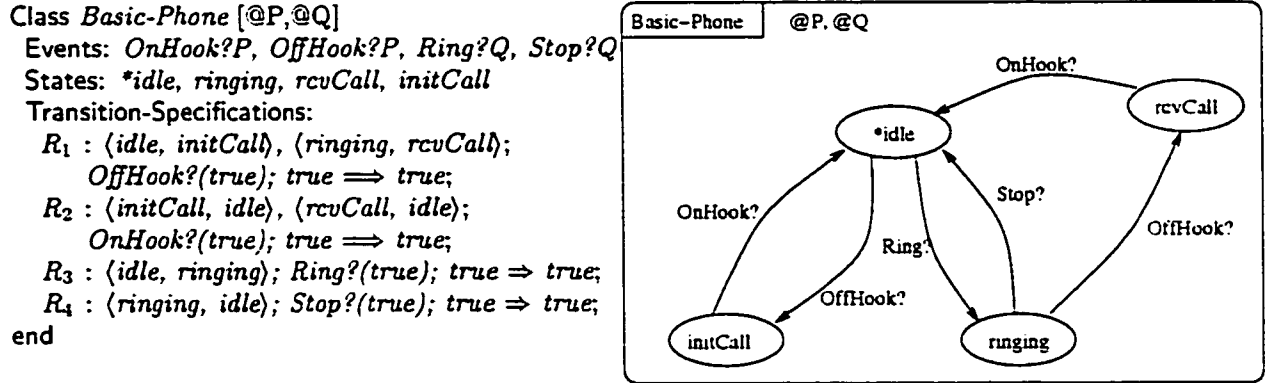 Class Basic-Phone [@P,@Q]
Events: OnHook?P, OffHook?P, Ring?Q, Stop?Q
States: *idle, ringing, rcvCall, initCall
Transition-Specifications:
R₁ : ⟨idle, initCall⟩, ⟨ringing, rcvCall⟩;
OffHook?(true); true ⟹ true;
R₂ : ⟨initCall, idle⟩, ⟨rcvCall, idle⟩;
OnHook?(true); true ⟹ true;
R₃ : ⟨idle, ringing⟩; Ring?(true); true ⇒ true;
R₄ : ⟨ringing, idle⟩; Stop?(true); true ⇒ true;
end
Basic-Phone @P, @Q
OnHook?
rcvCall
*idle
OnHook?
Stop?
OffHook?
Ring?
OffHook?
initCall
ringing